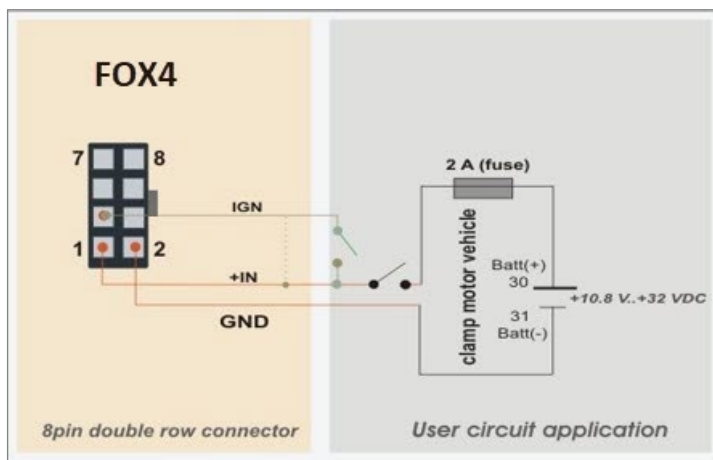 FOX4
7 8
2 A (fuse)
IGN
1 2
+IN
GND
clamp motor vehicle
Batt(+)
30
+10.8 V..+32 VDC
31
Batt(-)
8pin double row connector
User circuit application